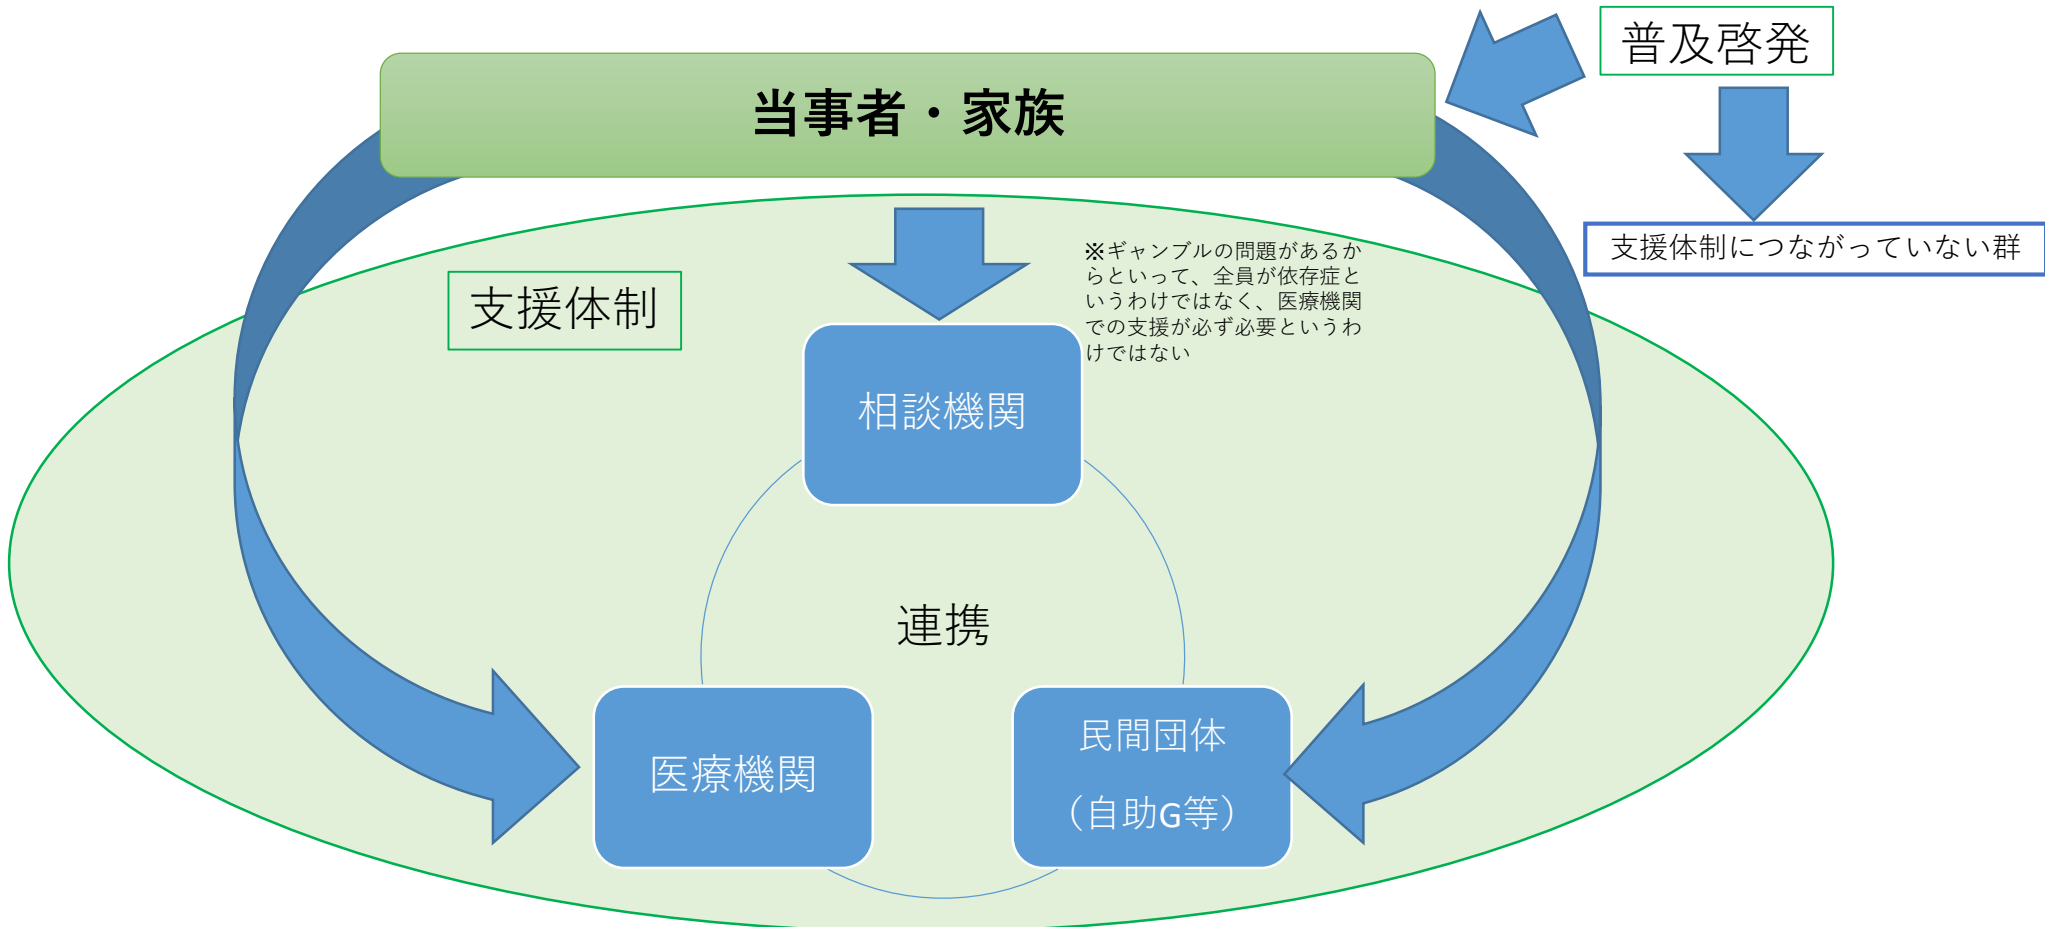 普及啓発
当事者・家族
支援体制につながっていない群
※ギャンブルの問題があるか
らといって、全員が依存症と
いうわけではなく、医療機関
での支援が必ず必要というわ
けではない
支援体制
相談機関
連携
医療機関
民間団体
（自助G等）